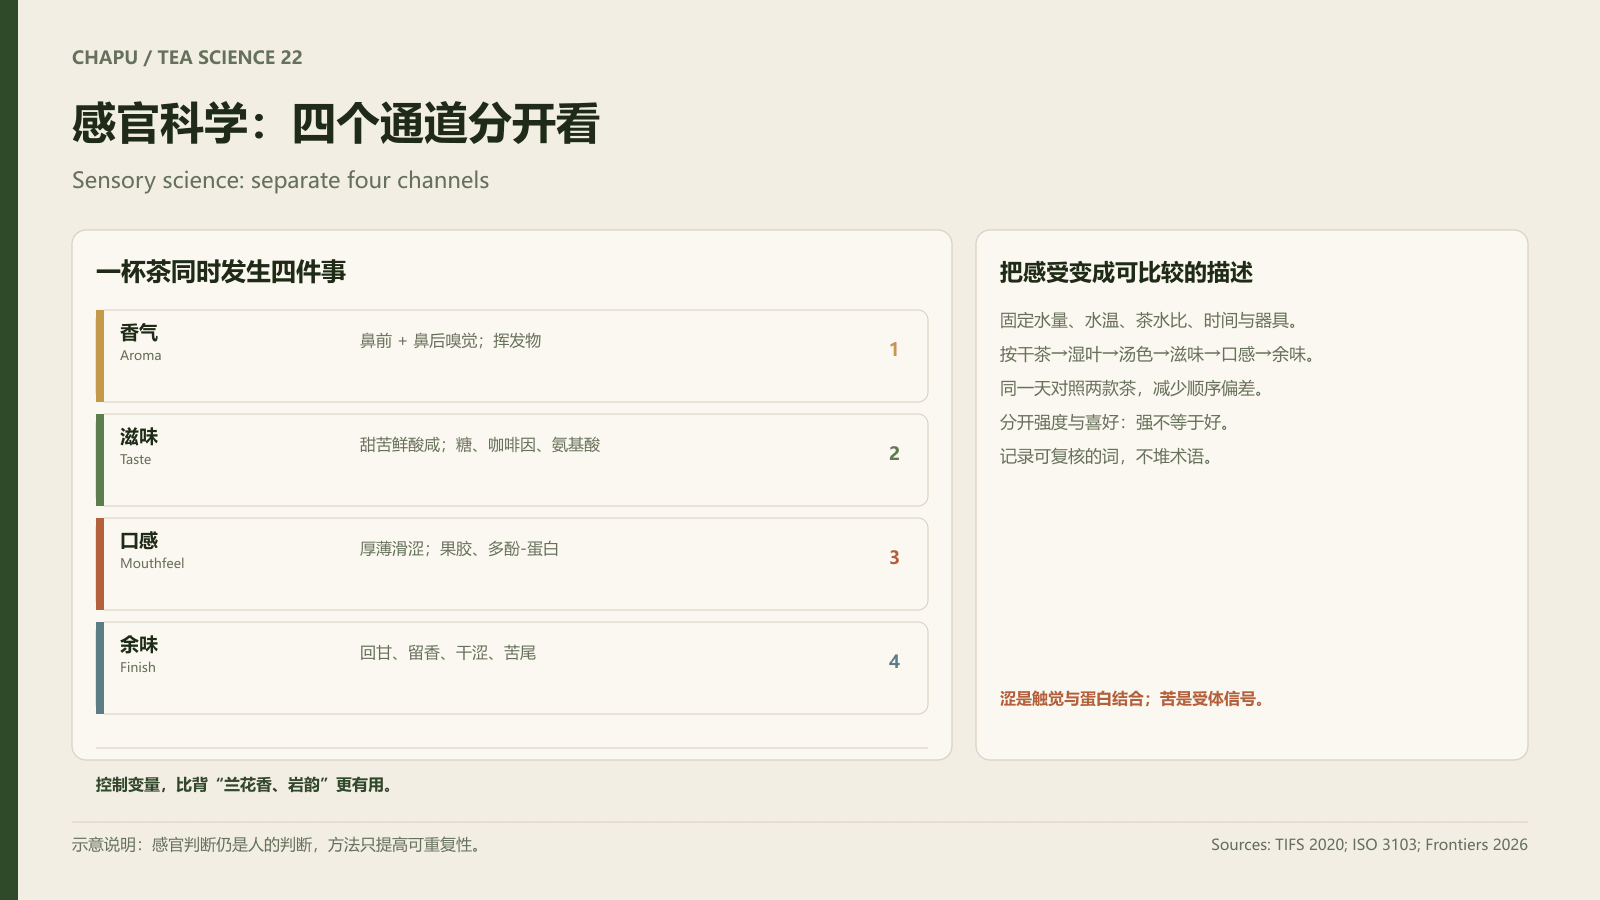 CHAPU / TEA SCIENCE 22
感官科学：四个通道分开看
Sensory science: separate four channels
一杯茶同时发生四件事
香气
Aroma
鼻前 + 鼻后嗅觉；挥发物
1
滋味
Taste
甜苦鲜酸咸；糖、咖啡因、氨基酸
2
口感
Mouthfeel
厚薄滑涩；果胶、多酚-蛋白
3
余味
Finish
回甘、留香、干涩、苦尾
4
控制变量，比背“兰花香、岩韵”更有用。
把感受变成可比较的描述
固定水量、水温、茶水比、时间与器具。
按干茶→湿叶→汤色→滋味→口感→余味。
同一天对照两款茶，减少顺序偏差。
分开强度与喜好：强不等于好。
记录可复核的词，不堆术语。
涩是触觉与蛋白结合；苦是受体信号。
示意说明：感官判断仍是人的判断，方法只提高可重复性。
Sources: TIFS 2020; ISO 3103; Frontiers 2026